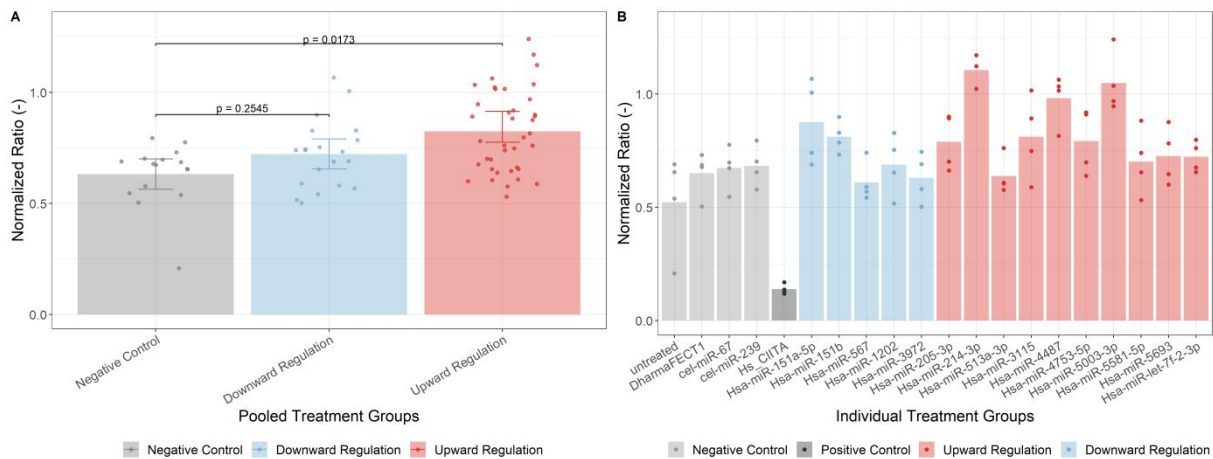 A
p = 0.0173
p = 0.2545
1.0
0.5
0.0
Normalized Ratio (-)
Negative Control
Downward Regulation
Upward Regulation
Pooled Treatment Groups
Negative Control Downward Regulation Upward Regulation
B
1.0
0.5
0.0
Normalized Ratio (-)
untreated
DharmaFECT1
cel-miR-67
cel-miR-239
Hs_CIITA
Hsa-miR-151a-5p
Hsa-miR-151b
Hsa-miR-567
Hsa-miR-1202
Hsa-miR-3972
Hsa-miR-205-3p
Hsa-miR-214-3p
Hsa-miR-513a-3p
Hsa-miR-3115
Hsa-miR-4487
Hsa-miR-4753-5p
Hsa-miR-5003-3p
Hsa-miR-5581-5p
Hsa-miR-5693
Hsa-miR-let-7f-2-3p
Individual Treatment Groups
Negative Control Positive Control Upward Regulation Downward Regulation